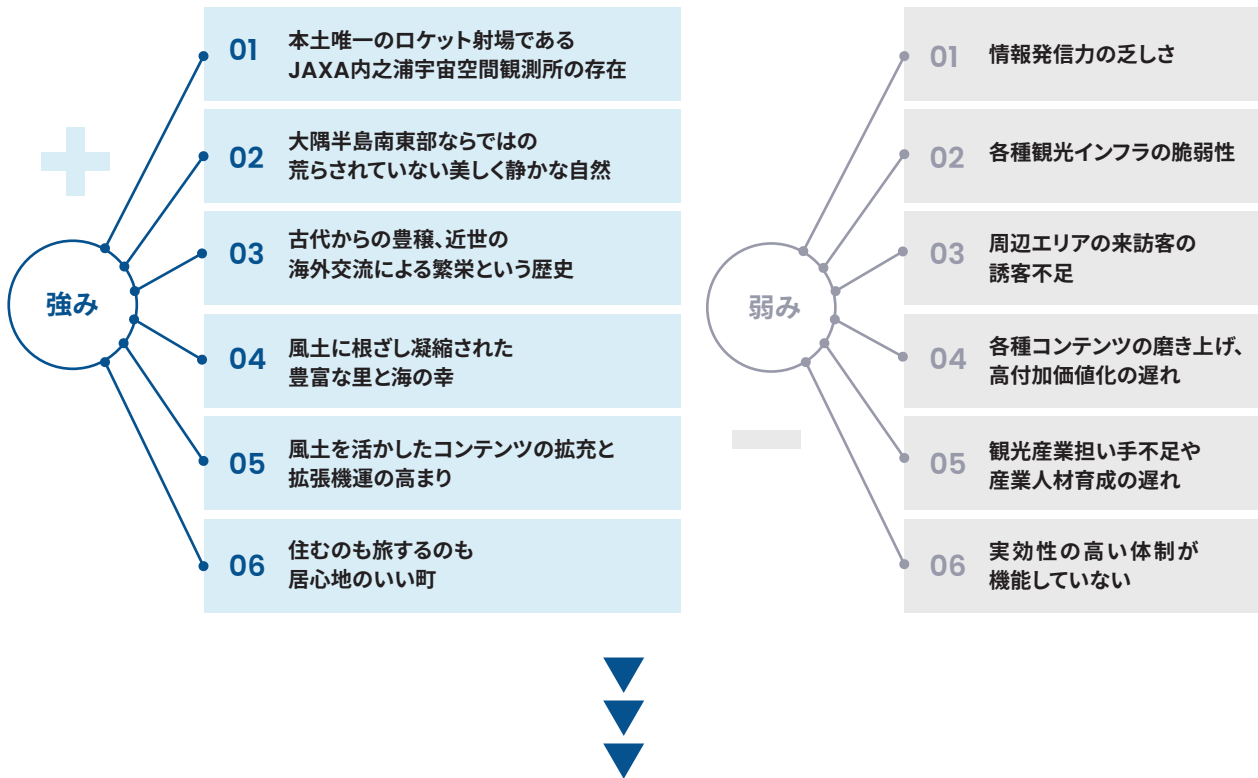 強み
01
本土唯一のロケット射場である
JAXA内之浦宇宙空間観測所の存在
02
大隅半島南東部ならではの
荒らされていない美しく静かな自然
03
古代からの豊穣、近世の
海外交流による繁栄という歴史
04
風土に根ざし凝縮された
豊富な里と海の幸
05
風土を活かしたコンテンツの拡充と
拡張機運の高まり
06
住むのも旅するのも
居心地のいい町
弱み
01
情報発信力の乏しさ
02
各種観光インフラの脆弱性
03
周辺エリアの来訪客の
誘客不足
04
各種コンテンツの磨き上げ、
高付加価値化の遅れ
05
観光産業担い手不足や
産業人材育成の遅れ
06
実効性の高い体制が
機能していない